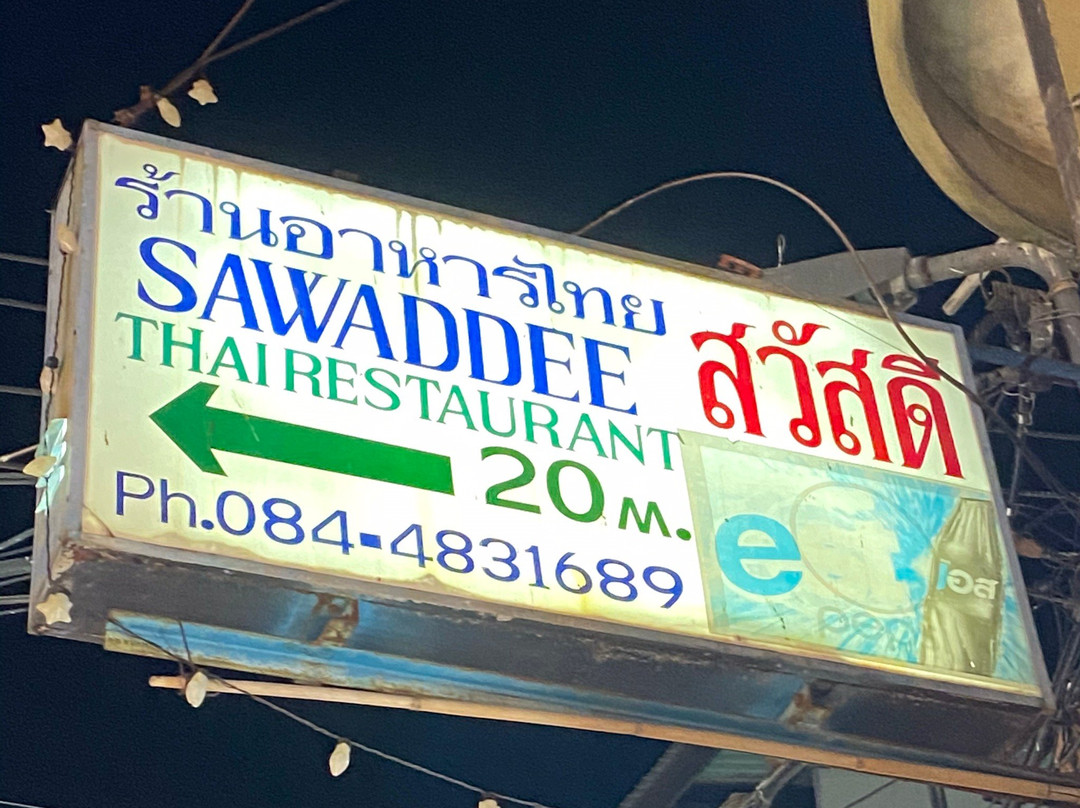 ร้านอาหารไทย
SAWADDEE
THAI RESTAURANT
20 ม.
Ph.084-4831689
สวัสดี
e
เอส